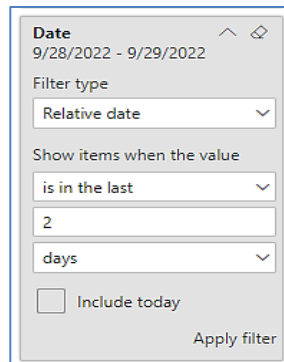 Date
9/28/2022 - 9/29/2022
Filter type
Relative date
Show items when the value
is in the last
2
days
Include today
Apply filter